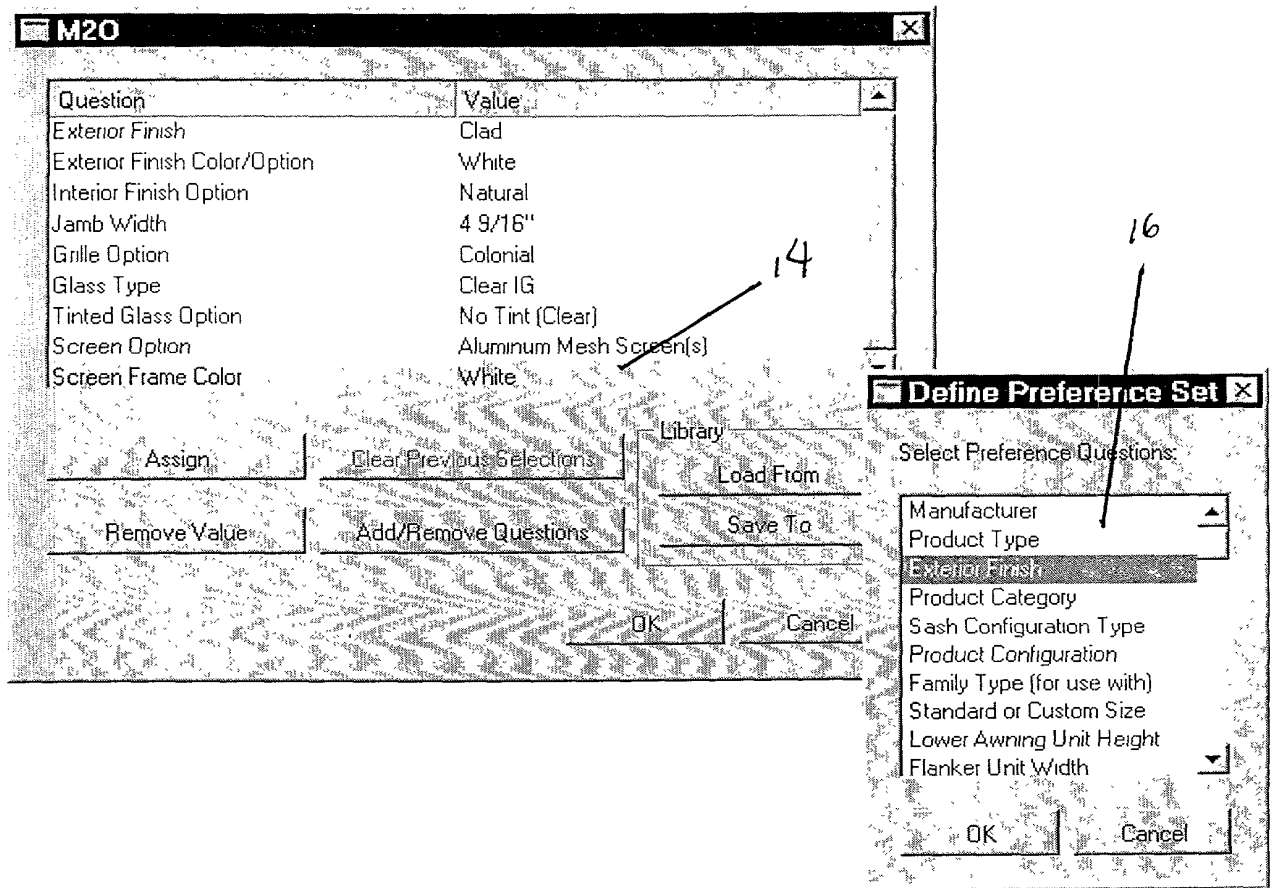 M2O
Question Value
Exterior Finish Clad
Exterior Finish Color/Option White
Interior Finish Option Natural
Jamb Width 4 9/16"
Grille Option Colonial
Glass Type Clear IG
Tinted Glass Option No Tint (Clear)
Screen Option Aluminum Mesh Screen(s)
Screen Frame Color White
14
Assign Clear Previous Selections
Library
Load From
Remove Value Add/Remove Questions
Save To
OK Cancel
16
Define Preference Set
Select Preference Questions:
Manufacturer
Product Type
Exterior Finish
Product Category
Sash Configuration Type
Product Configuration
Family Type (for use with)
Standard or Custom Size
Lower Awning Unit Height
Flanker Unit Width
OK Cancel